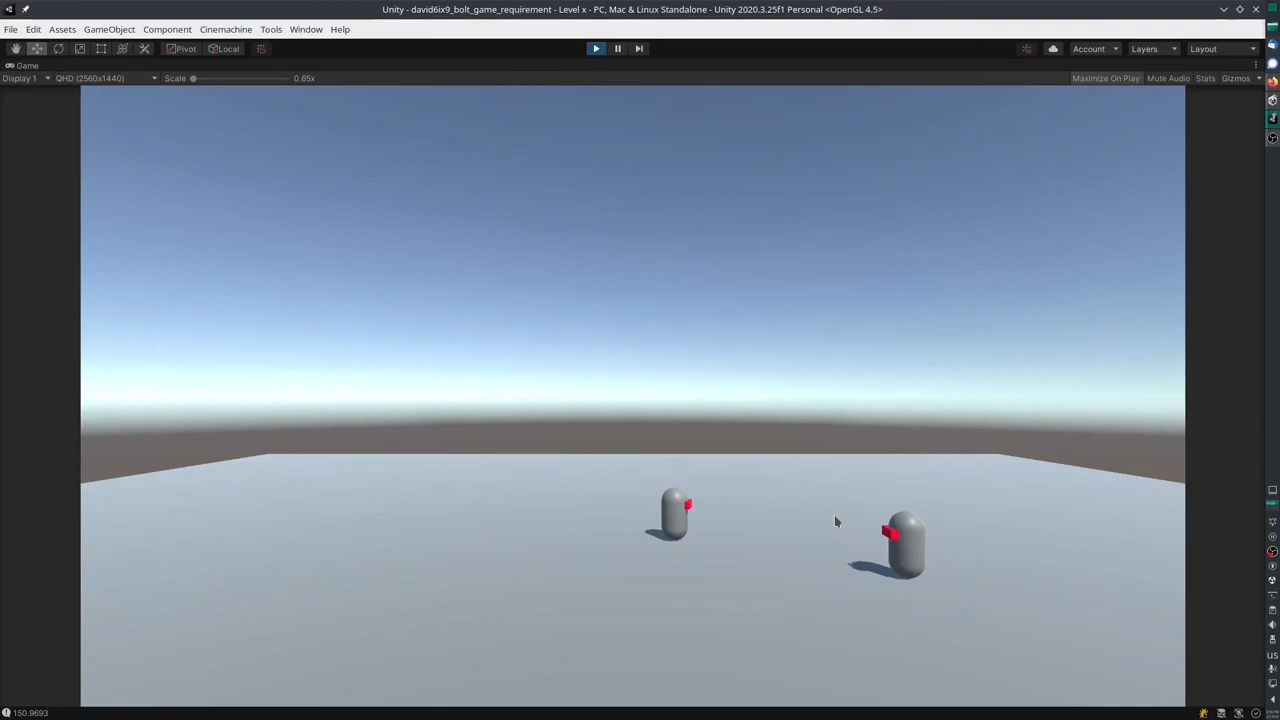 Unity - david6ix9_bolt_game_requirement - Level x - PC, Mac & Linux Standalone - Unity 2020.3.25f1 Personal <OpenGL 4.5>
File Edit Assets GameObject Component Cinemachine Tools Window Help
Pivot Local Account Layers Layout
Game
Display 1 QHD (2560x1440) Scale 0.65x Maximize On Play Mute Audio Stats Gizmos
us
150.9693